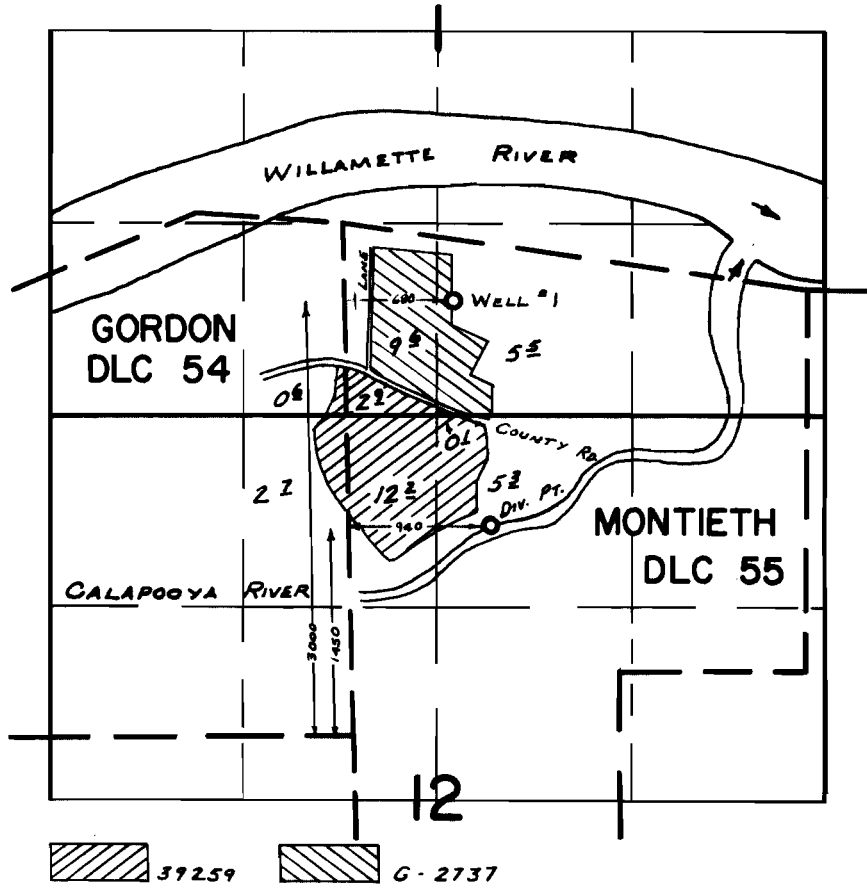 WILLAMETTE RIVER
LANE
680
WELL #1
GORDON
DLC 54
9 6
5 5
0 6
2 9
0 1
COUNTY RD.
2 7
12 2
5 3
DIV. PT.
940
MONTIETH
DLC 55
CALAPOOYA RIVER
3000
1450
12
39259
G-2737